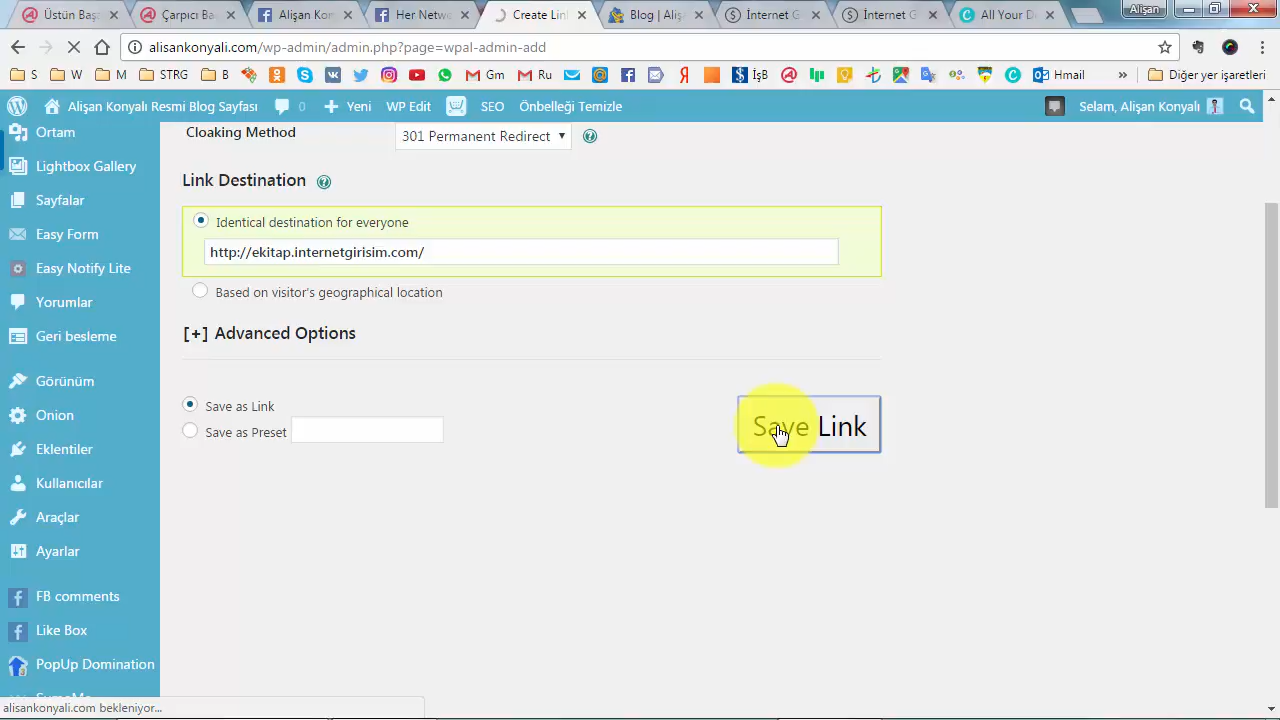 Üstün Baş
Çarpıcı Ba
Alişan Kon
Her Netwo
Create Lin
Blog | Alişa
İnternet G
İnternet G
All Your D
Alişan
alisankonyali.com/wp-admin/admin.php?page=wpal-admin-add
S
W
M
STRG
B
Gm
Ru
İşB
Hmail
»
Diğer yer işaretleri
Alişan Konyalı Resmi Blog Sayfası
0
Yeni
WP Edit
SEO
Önbelleği Temizle
Selam, Alişan Konyalı
Ortam
Lightbox Gallery
Sayfalar
Easy Form
Easy Notify Lite
Yorumlar
Geri besleme
Görünüm
Onion
Eklentiler
Kullanıcılar
Araçlar
Ayarlar
FB comments
Like Box
PopUp Domination
SumoMe
Cloaking Method
301 Permanent Redirect
Link Destination
Identical destination for everyone
http://ekitap.internetgirisim.com/
Based on visitor's geographical location
[+] Advanced Options
Save as Link
Save as Preset
Save Link
alisankonyali.com bekleniyor...